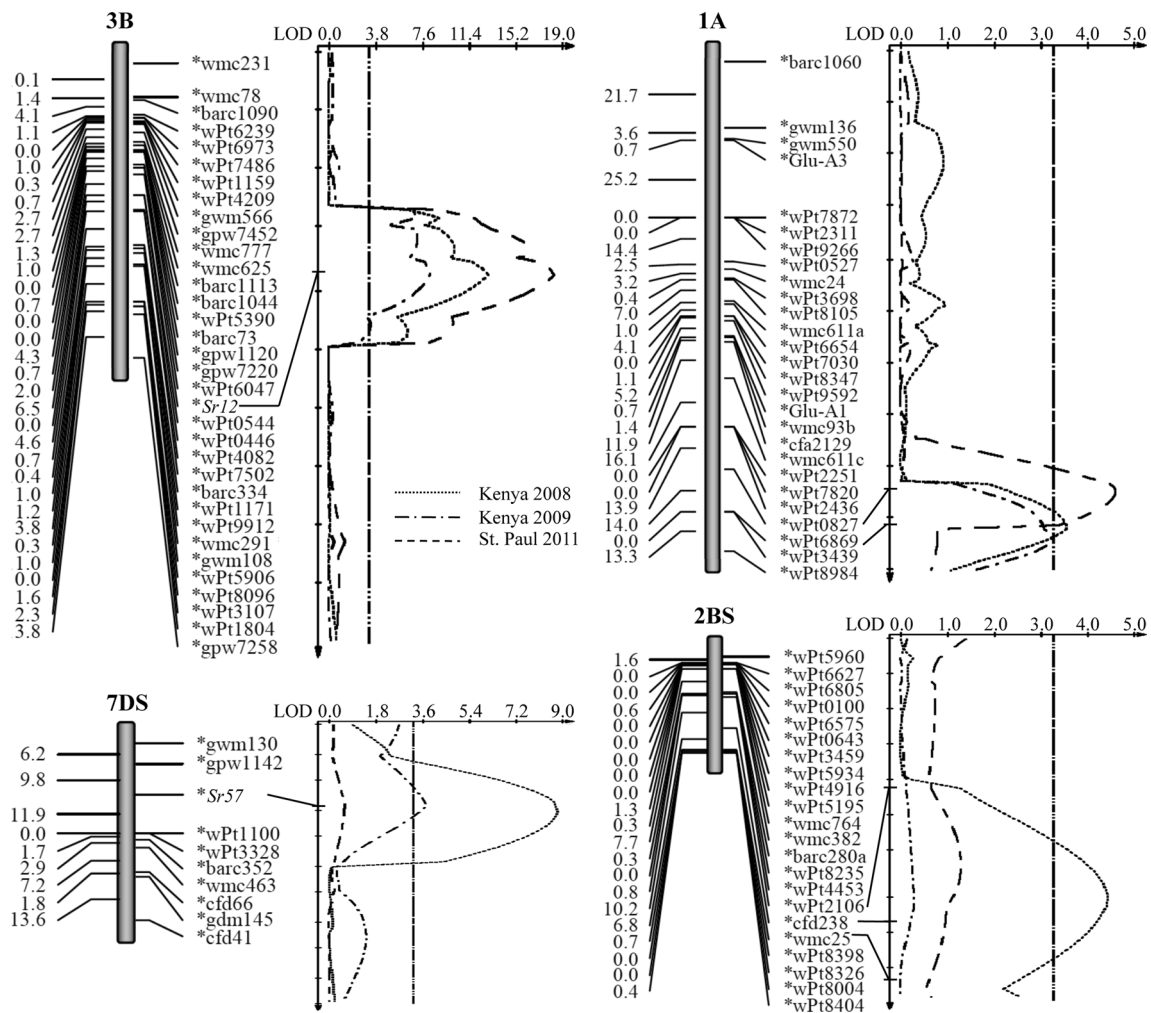 3B
LOD 0.0 3.8 7.6 11.4 15.2 19.0
*wmc231
0.1
1.4 *wmc78
4.1 *barc1090
1.1 *wPt6239
0.0 *wPt6973
1.0 *wPt7486
0.3 *wPt1159
0.7 *wPt4209
2.7 *gwm566
2.7 *gpw7452
1.3 *wmc777
1.0 *wmc625
0.0 *barc1113
0.7 *barc1044
0.0 *wPt5390
0.0 *barc73
4.3 *gpw1120
0.7 *gpw7220
2.0 *wPt6047
6.5 *Sr12
0.0 *wPt0544
4.6 *wPt0446
0.7 *wPt4082
0.4 *wPt7502
1.0 *barc334
1.2 *wPt1171
3.8 *wPt9912
0.3 *wmc291
1.0 *gwm108
0.0 *wPt5906
1.6 *wPt8096
2.3 *wPt3107
3.8 *wPt1804
*gpw7258
Kenya 2008
Kenya 2009
St. Paul 2011
1A
LOD 0.0 1.0 2.0 3.0 4.0 5.0
*barc1060
21.7
*gwm136
3.6 *gwm550
0.7 *Glu-A3
25.2
0.0 *wPt7872
0.0 *wPt2311
14.4 *wPt9266
2.5 *wPt0527
3.2 *wmc24
0.4 *wPt3698
7.0 *wPt8105
1.0 *wmc611a
4.1 *wPt6654
0.0 *wPt7030
1.1 *wPt8347
5.2 *wPt9592
0.7 *Glu-A1
1.4 *wmc93b
11.9 *cfa2129
16.1 *wmc611c
0.0 *wPt2251
0.0 *wPt7820
13.9 *wPt2436
14.0 *wPt0827
0.0 *wPt6869
13.3 *wPt3439
*wPt8984
7DS
LOD 0.0 1.8 3.6 5.4 7.2 9.0
*gwm130
6.2 *gpw1142
9.8
*Sr57
11.9
0.0 *wPt1100
1.7 *wPt3328
2.9 *barc352
7.2 *wmc463
1.8 *cfd66
13.6 *gdm145
*cfd41
2BS
LOD 0.0 1.0 2.0 3.0 4.0 5.0
1.6 *wPt5960
0.0 *wPt6627
0.0 *wPt6805
0.6 *wPt0100
0.0 *wPt6575
0.0 *wPt0643
0.0 *wPt3459
0.0 *wPt5934
1.3 *wPt4916
0.3 *wPt5195
7.7 *wmc764
0.3 *wmc382
0.0 *barc280a
0.8 *wPt8235
10.2 *wPt4453
6.8 *wPt2106
0.7 *cfd238
0.0 *wmc25
0.0 *wPt8398
0.4 *wPt8326
*wPt8004
*wPt8404